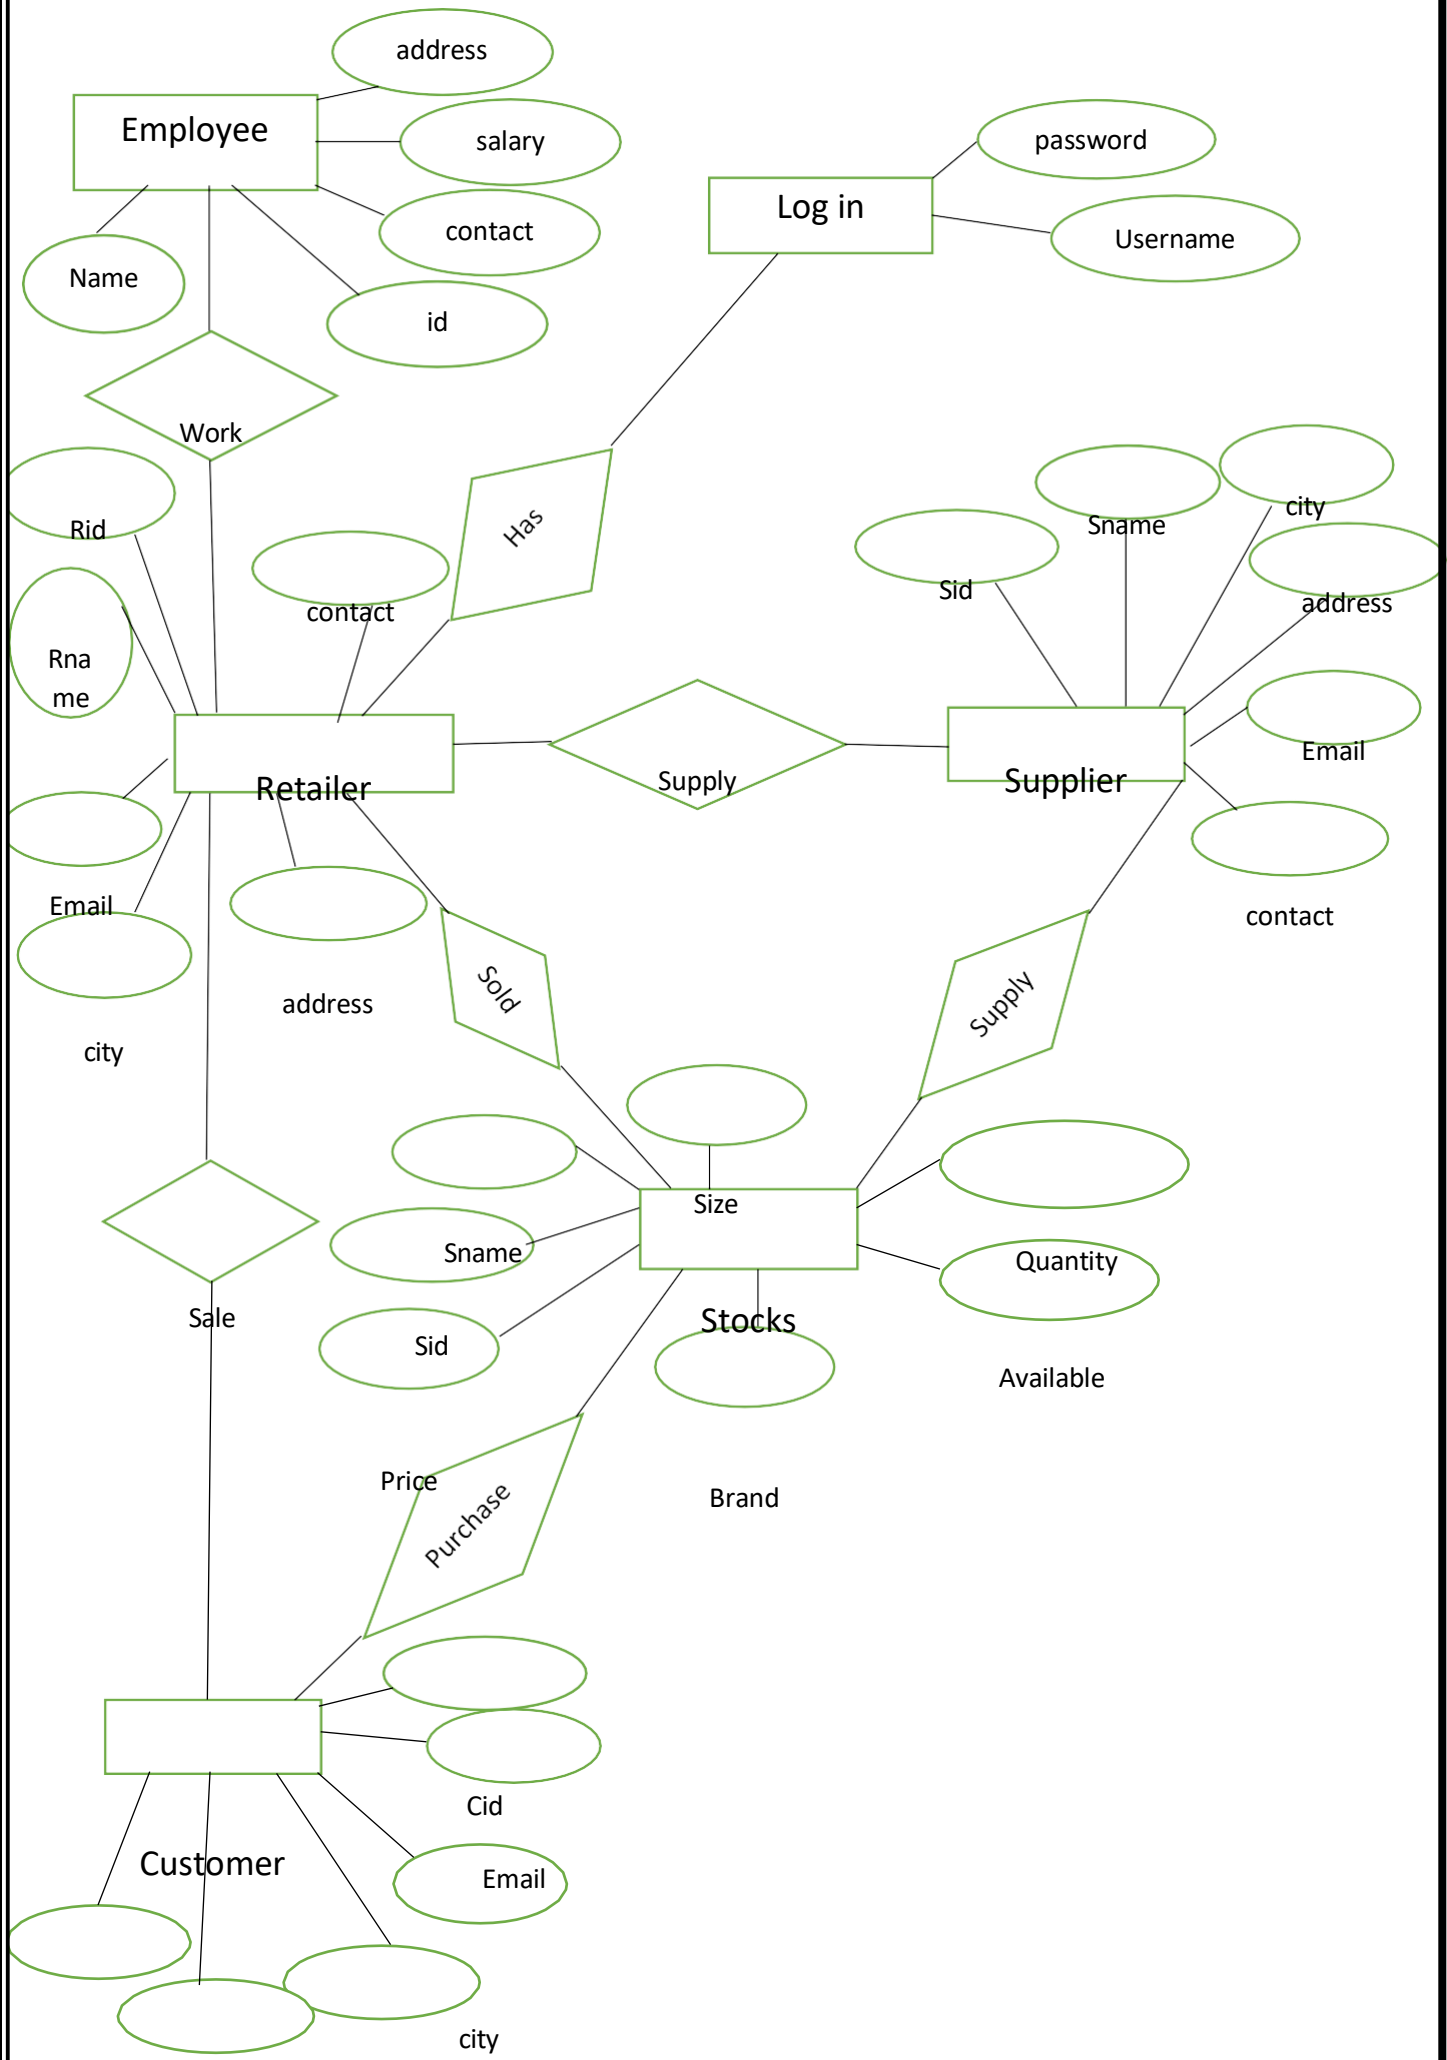 address
Employee
salary
password
Log in
contact
Username
Name
id
Work
Rid
Has
city
Sname
Sid
contact
address
Rna
me
Email
Retailer
Supply
Supplier
Email
contact
address
Sold
Supply
city
Size
Sname
Quantity
Sale
Stocks
Sid
Available
Price
Purchase
Brand
Cid
Customer
Email
city